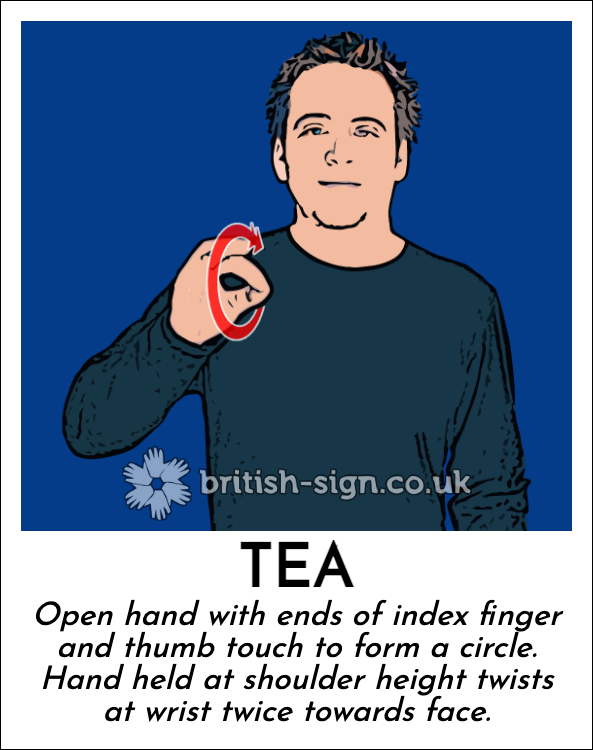 british-sign.co.uk
TEA
Open hand with ends of index finger
and thumb touch to form a circle.
Hand held at shoulder height twists
at wrist twice towards face.